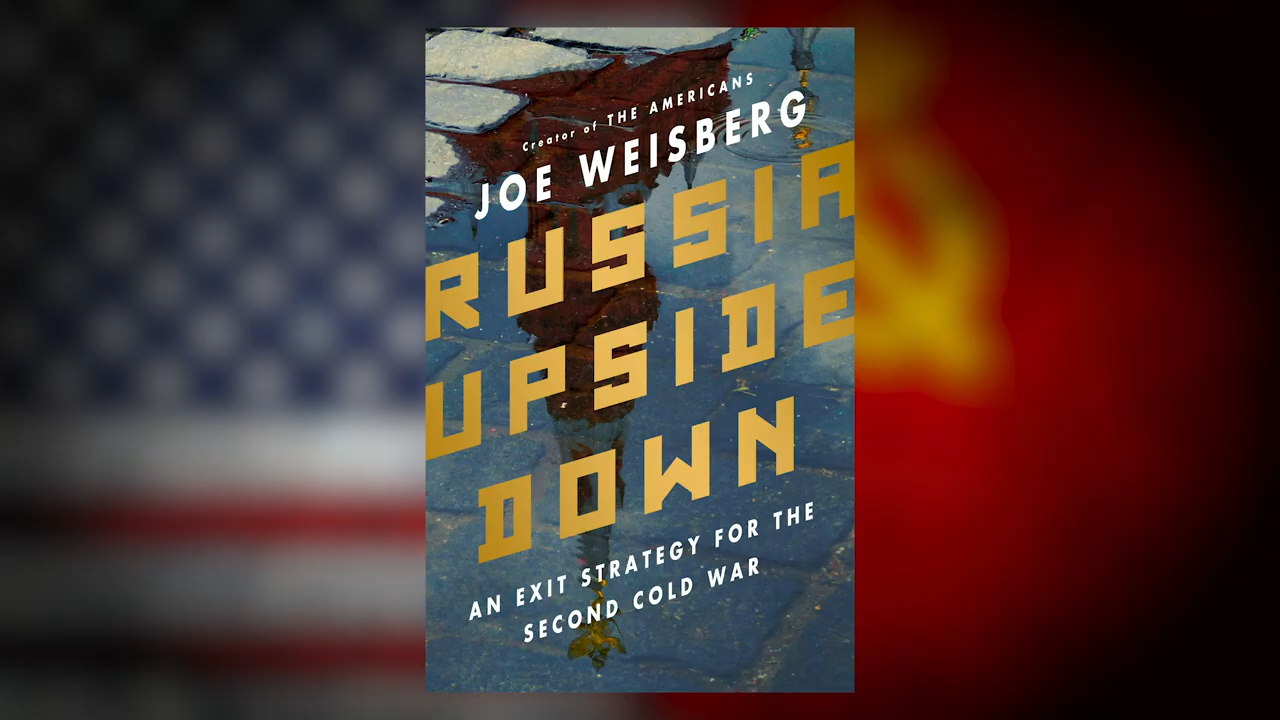 Creator of THE AMERICANS
JOE WEISBERG
RUSSIA
UPSIDE
DOWN
AN EXIT STRATEGY FOR THE
SECOND COLD WAR